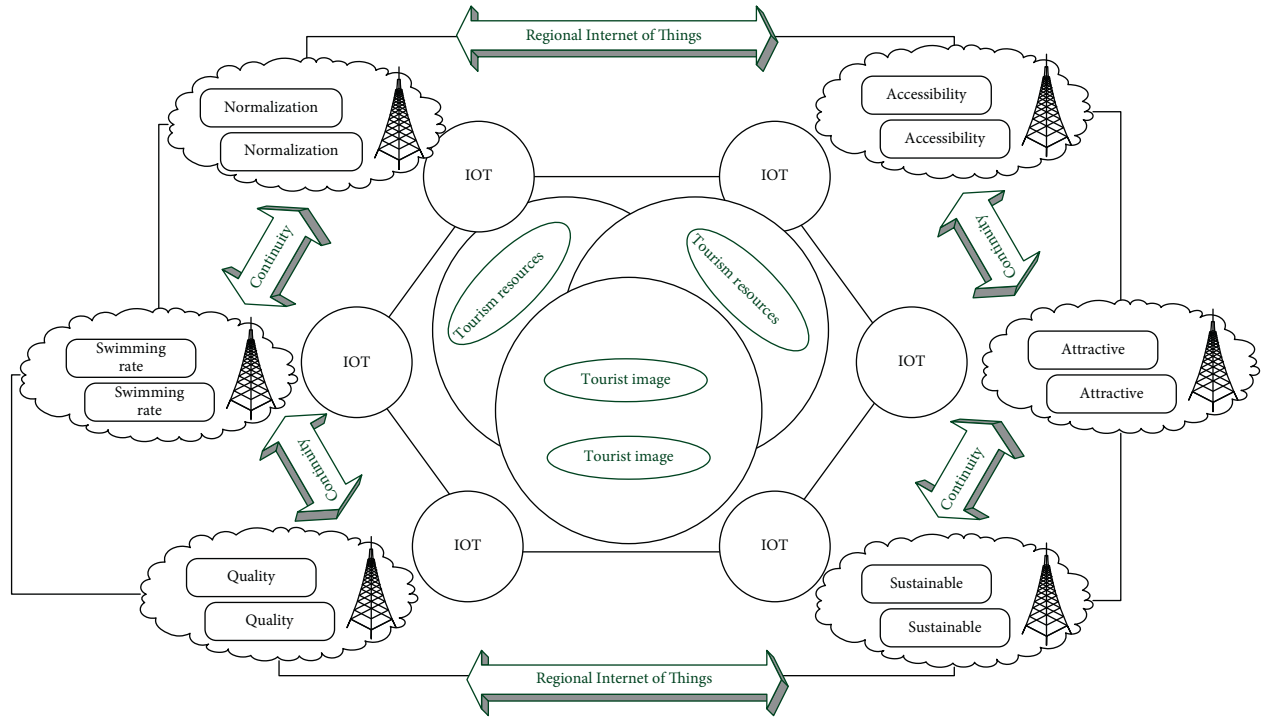 Regional Internet of Things
Normalization
Normalization
Accessibility
Accessibility
IOT
IOT
Continuity
Tourism resources
Tourism resources
Continuity
Swimming
rate
Swimming
rate
IOT
Tourist image
Tourist image
IOT
Attractive
Attractive
Continuity
Continuity
Quality
Quality
IOT
IOT
Sustainable
Sustainable
Regional Internet of Things